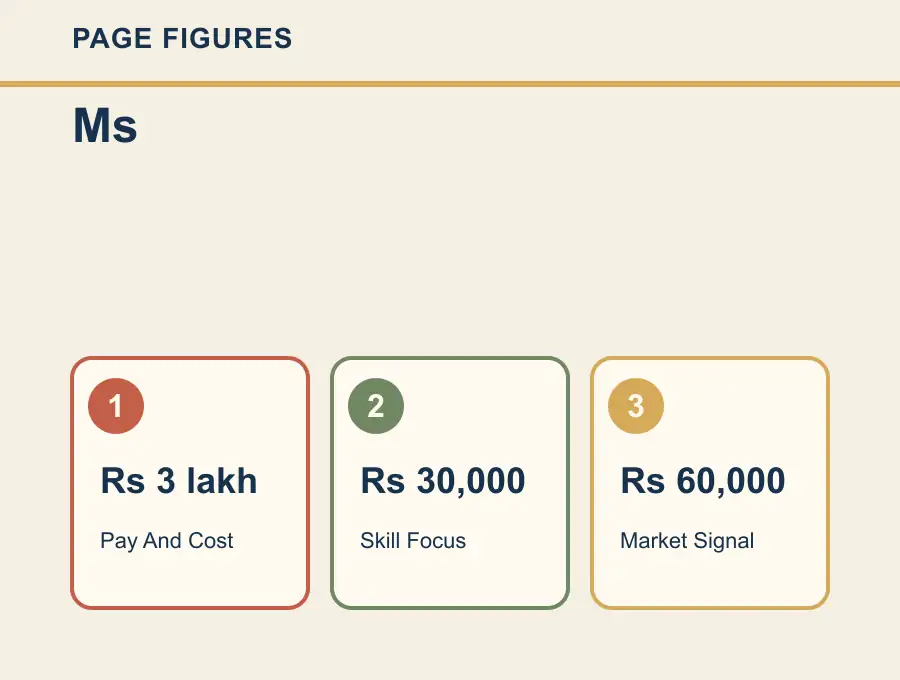 PAGE FIGURES
Ms
1
2
3
Rs 3 lakh
Rs 30,000
Rs 60,000
Pay And Cost
Skill Focus
Market Signal